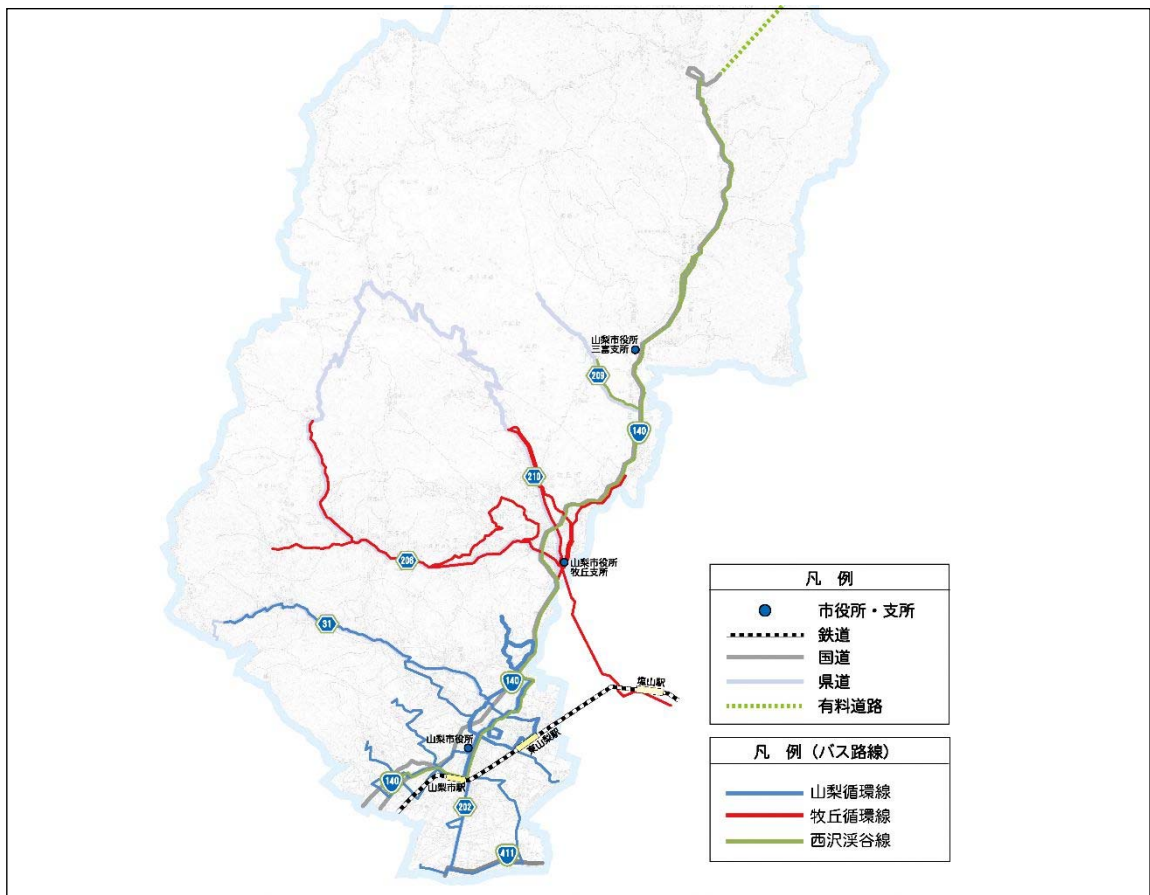 山梨市役所
三富支所
209
140
210
206
山梨市役所
牧丘支所
31
塩山駅
140
東山梨駅
山梨市役所
140
山梨市駅
202
411
凡 例
市役所・支所
鉄道
国道
県道
有料道路
凡 例 (バス路線)
山梨循環線
牧丘循環線
西沢渓谷線